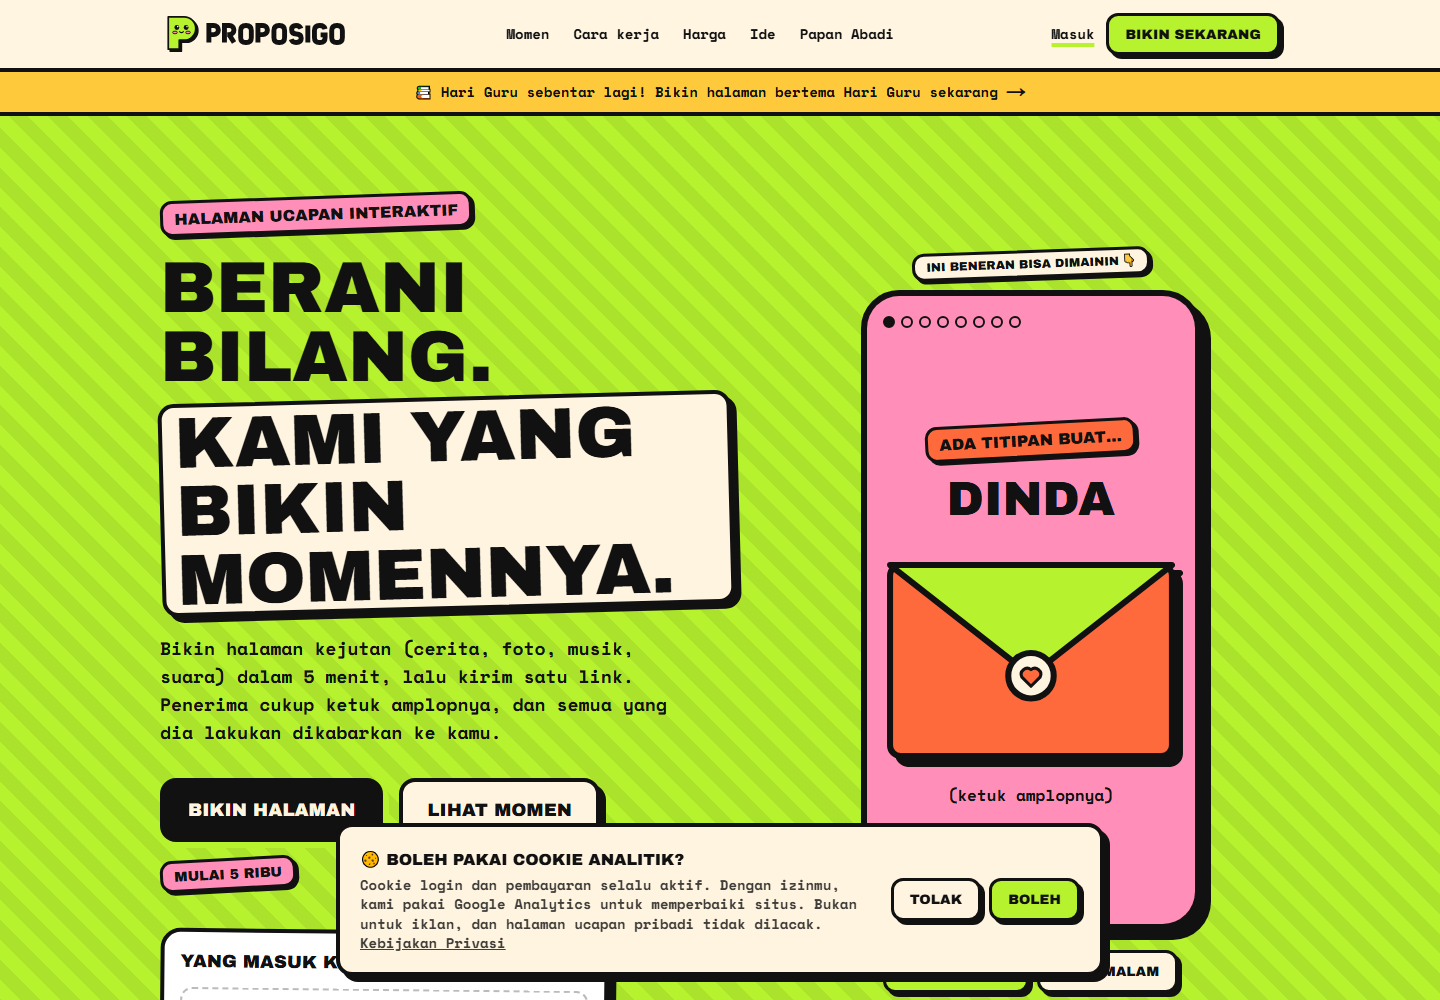 PROPOSIGO
Momen Cara kerja Harga Ide Papan Abadi
Masuk BIKIN SEKARANG
📚 Hari Guru sebentar lagi! Bikin halaman bertema Hari Guru sekarang →
HALAMAN UCAPAN INTERAKTIF
BERANI
BILANG.
KAMI YANG
BIKIN
MOMENNYA.
Bikin halaman kejutan (cerita, foto, musik,
suara) dalam 5 menit, lalu kirim satu link.
Penerima cukup ketuk amplopnya, dan semua yang
dia lakukan dikabarkan ke kamu.
BIKIN HALAMAN LIHAT MOMEN
MULAI 5 RIBU
YANG MASUK K
INI BENERAN BISA DIMAININ 👇
ADA TITIPAN BUAT...
DINDA
(ketuk amplopnya)
MALAM
🍪 BOLEH PAKAI COOKIE ANALITIK?
Cookie login dan pembayaran selalu aktif. Dengan izinmu,
kami pakai Google Analytics untuk memperbaiki situs. Bukan
untuk iklan, dan halaman ucapan pribadi tidak dilacak.
Kebijakan Privasi
TOLAK BOLEH